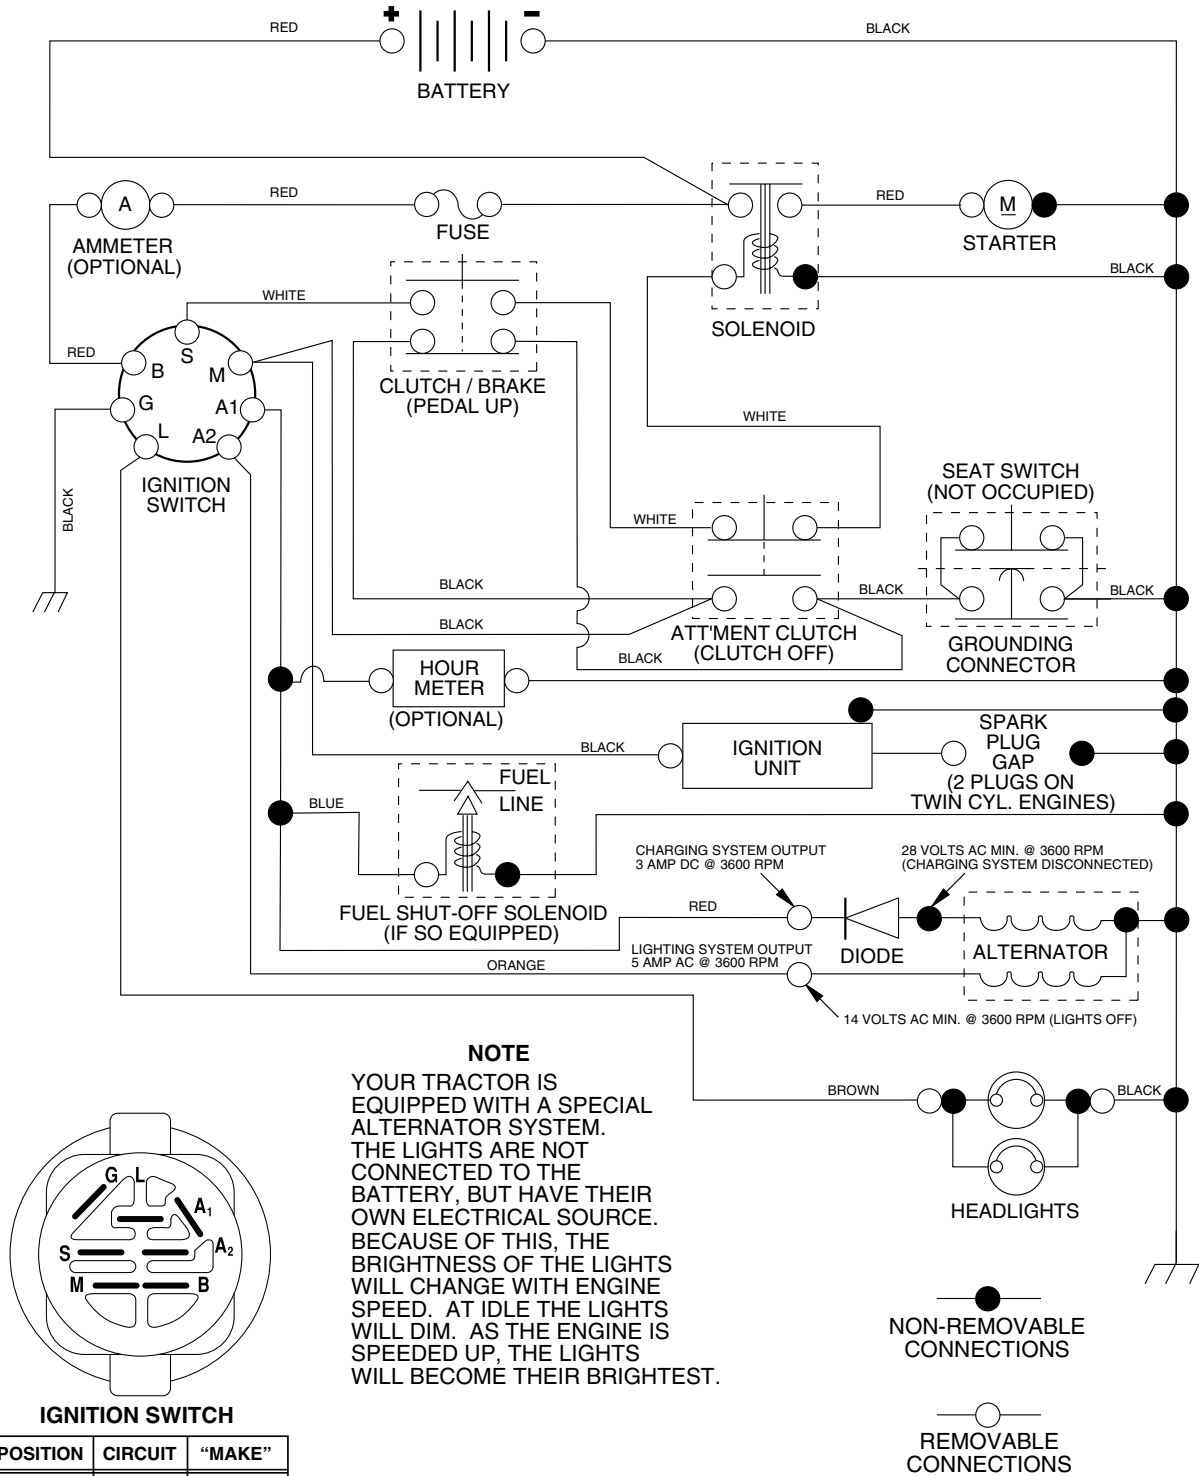 + −
RED
BLACK
BATTERY
A
RED
FUSE
AMMETER
(OPTIONAL)
SOLENOID
RED
M
STARTER
BLACK
WHITE
RED
S
B
M
G
A1
L
A2
IGNITION
SWITCH
BLACK
CLUTCH / BRAKE
(PEDAL UP)
WHITE
WHITE
SEAT SWITCH
(NOT OCCUPIED)
BLACK
BLACK
BLACK
BLACK
BLACK
ATT'MENT CLUTCH
(CLUTCH OFF)
GROUNDING
CONNECTOR
HOUR
METER
(OPTIONAL)
BLACK
IGNITION
UNIT
SPARK
PLUG
GAP
(2 PLUGS ON
TWIN CYL. ENGINES)
BLUE
FUEL
LINE
FUEL SHUT-OFF SOLENOID
(IF SO EQUIPPED)
CHARGING SYSTEM OUTPUT
3 AMP DC @ 3600 RPM
28 VOLTS AC MIN. @ 3600 RPM
(CHARGING SYSTEM DISCONNECTED)
RED
DIODE
ALTERNATOR
ORANGE
LIGHTING SYSTEM OUTPUT
5 AMP AC @ 3600 RPM
14 VOLTS AC MIN. @ 3600 RPM (LIGHTS OFF)
NOTE
YOUR TRACTOR IS
EQUIPPED WITH A SPECIAL
ALTERNATOR SYSTEM.
THE LIGHTS ARE NOT
CONNECTED TO THE
BATTERY, BUT HAVE THEIR
OWN ELECTRICAL SOURCE.
BECAUSE OF THIS, THE
BRIGHTNESS OF THE LIGHTS
WILL CHANGE WITH ENGINE
SPEED. AT IDLE THE LIGHTS
WILL DIM. AS THE ENGINE IS
SPEEDED UP, THE LIGHTS
WILL BECOME THEIR BRIGHTEST.
BROWN
BLACK
HEADLIGHTS
G L
A1
S
A2
M B
IGNITION SWITCH
POSITION CIRCUIT “MAKE”
NON-REMOVABLE
CONNECTIONS
REMOVABLE
CONNECTIONS